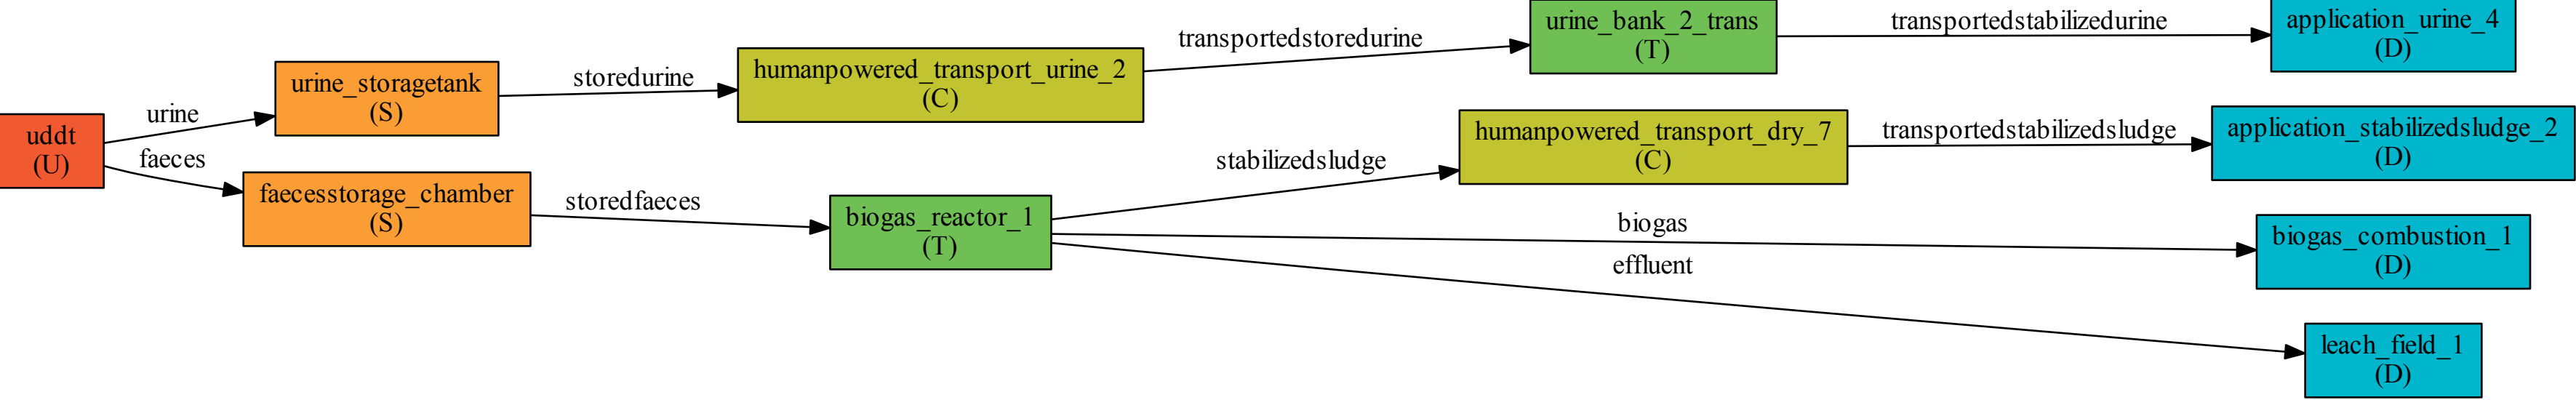 uddt
(U)
urine
faeces
urine_storagetank
(S)
faecesstorage_chamber
(S)
storedurine
storedfaeces
humanpowered_transport_urine_2
(C)
biogas_reactor_1
(T)
transportedstoredurine
stabilizedsludge
urine_bank_2_trans
(T)
humanpowered_transport_dry_7
(C)
biogas
effluent
transportedstabilizedurine
transportedstabilizedsludge
application_urine_4
(D)
application_stabilizedsludge_2
(D)
biogas_combustion_1
(D)
leach_field_1
(D)